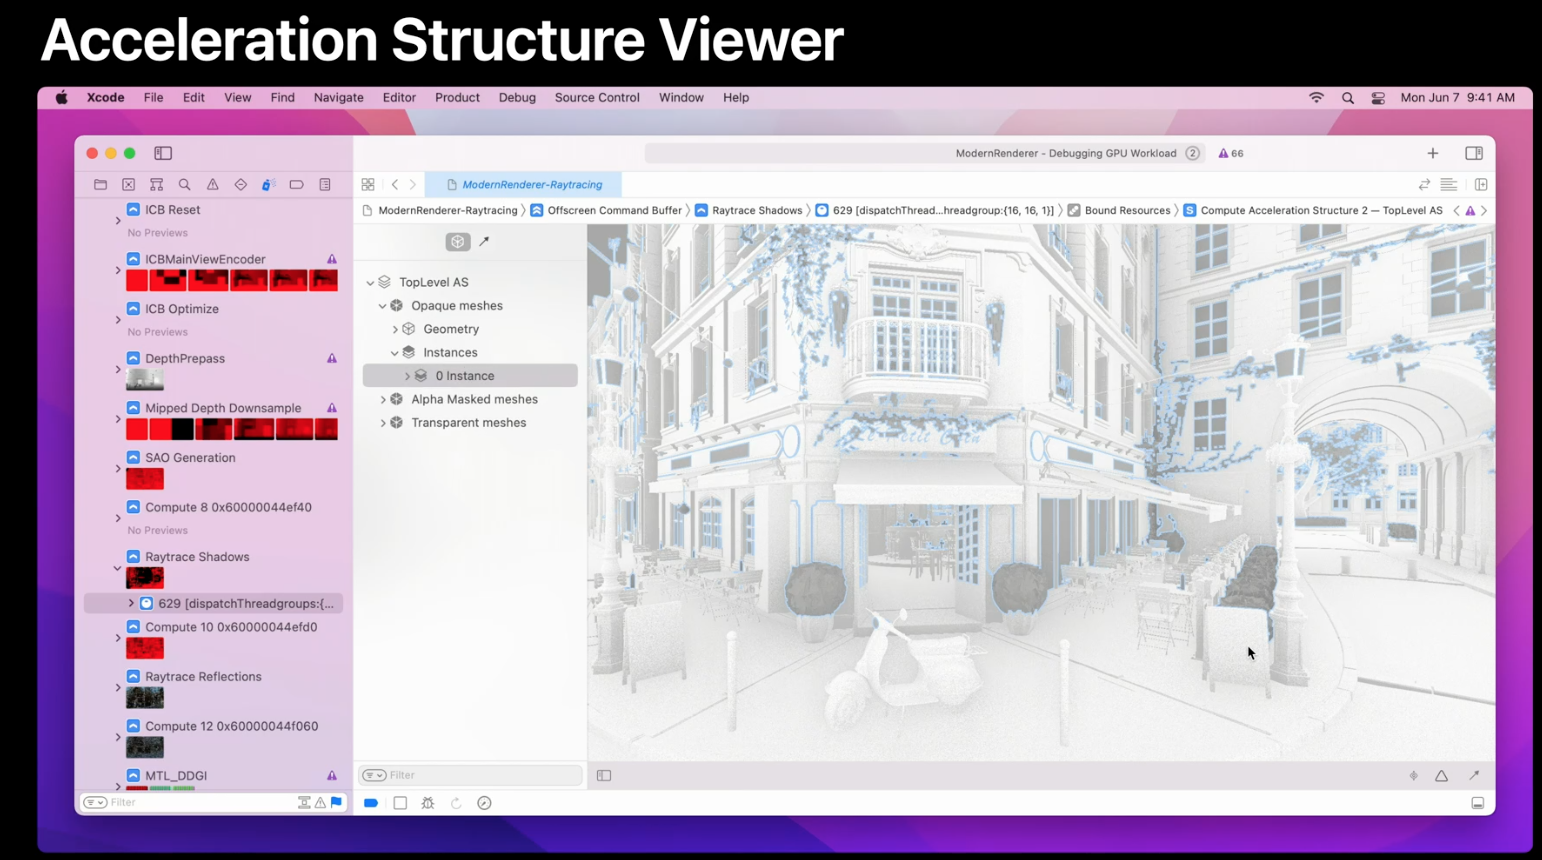 Acceleration Structure Viewer
Xcode File Edit View Find Navigate Editor Product Debug Source Control Window Help Mon Jun 7 9:41 AM
ModernRenderer - Debugging GPU Workload 2 66
ModernRenderer-Raytracing
ModernRenderer-Raytracing Offscreen Command Buffer Raytrace Shadows 629 [dispatchThread...hreadgroup:{16, 16, 1}] Bound Resources S Compute Acceleration Structure 2 — TopLevel AS
ICB Reset
No Previews
ICBMainViewEncoder
ICB Optimize
No Previews
DepthPrepass
Mipped Depth Downsample
SAO Generation
Compute 8 0x60000044ef40
No Previews
Raytrace Shadows
629 [dispatchThreadgroups:{...
Compute 10 0x60000044efd0
Raytrace Reflections
Compute 12 0x60000044f060
MTL_DDGI
Filter
TopLevel AS
Opaque meshes
Geometry
Instances
0 Instance
Alpha Masked meshes
Transparent meshes
Filter